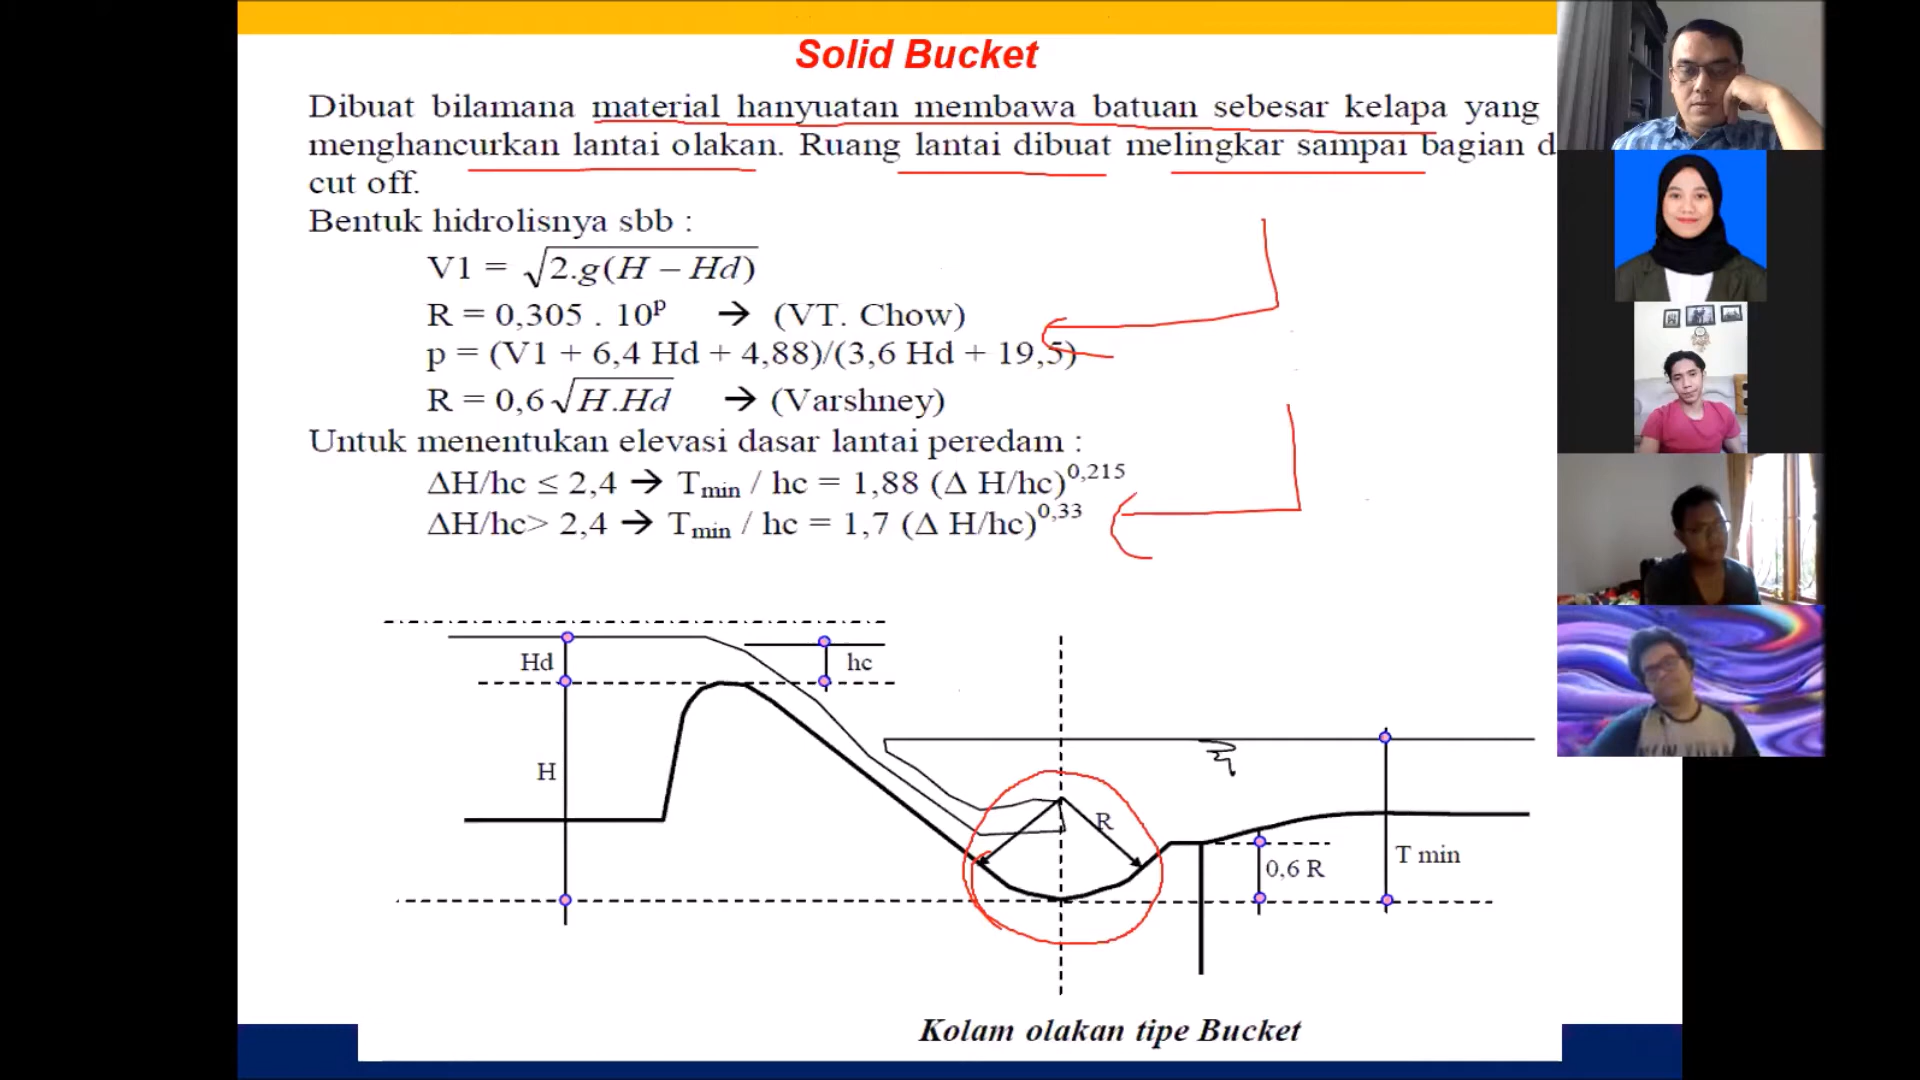 Solid Bucket
Dibuat bilamana material hanyuatan membawa batuan sebesar kelapa yang
menghancurkan lantai olakan. Ruang lantai dibuat melingkar sampai bagian d
cut off.
Bentuk hidrolisnya sbb :
V1 = √2.g(H – Hd)
R = 0,305 . 10ᵖ → (VT. Chow)
p = (V1 + 6,4 Hd + 4,88)/(3,6 Hd + 19,5)
R = 0,6√H.Hd → (Varshney)
Untuk menentukan elevasi dasar lantai peredam :
ΔH/hc ≤ 2,4 → Tmin / hc = 1,88 (Δ H/hc)^0,215
ΔH/hc> 2,4 → Tmin / hc = 1,7 (Δ H/hc)^0,33
Hd
hc
H
R
T min
0,6 R
Kolam olakan tipe Bucket